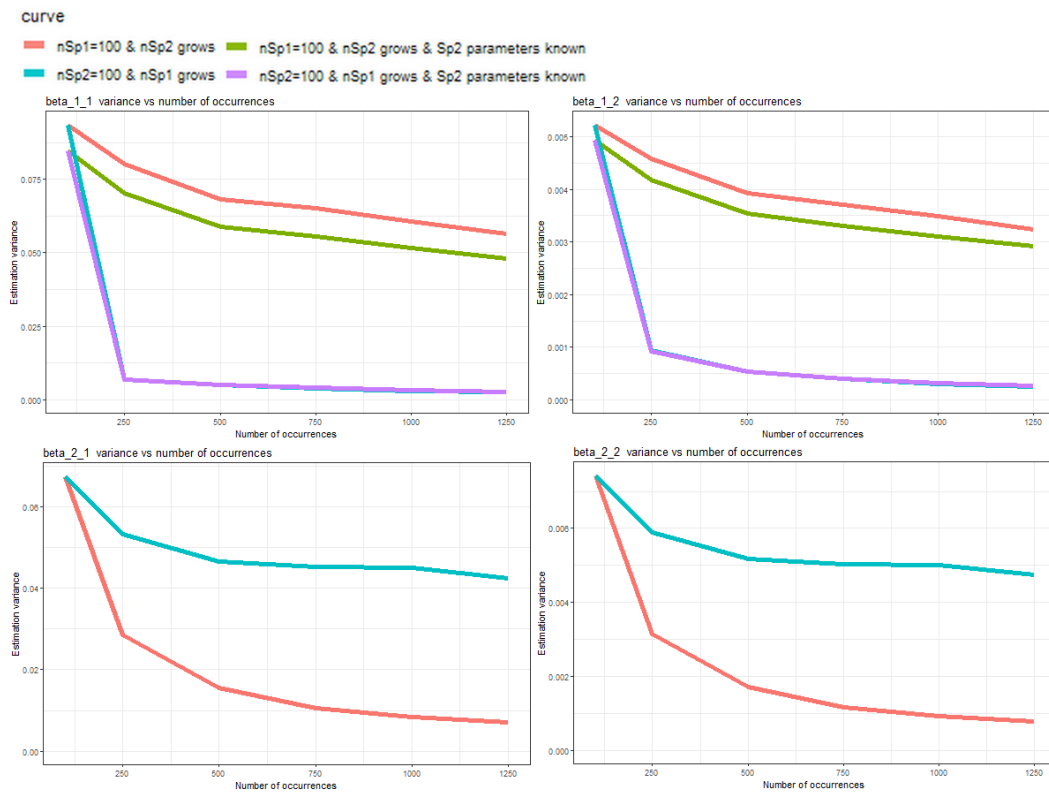 curve
nSp1=100 & nSp2 grows nSp1=100 & nSp2 grows & Sp2 parameters known
nSp2=100 & nSp1 grows nSp2=100 & nSp1 grows & Sp2 parameters known
beta_1_1 variance vs number of occurrences
Estimation variance
0.075
0.050
0.025
0.000
250 500 750 1000 1250
Number of occurrences
beta_1_2 variance vs number of occurrences
Estimation variance
0.005
0.004
0.003
0.002
0.001
0.000
250 500 750 1000 1250
Number of occurrences
beta_2_1 variance vs number of occurrences
Estimation variance
0.06
0.04
0.02
0.00
250 500 750 1000 1250
Number of occurrences
beta_2_2 variance vs number of occurrences
Estimation variance
0.006
0.004
0.002
0.000
250 500 750 1000 1250
Number of occurrences